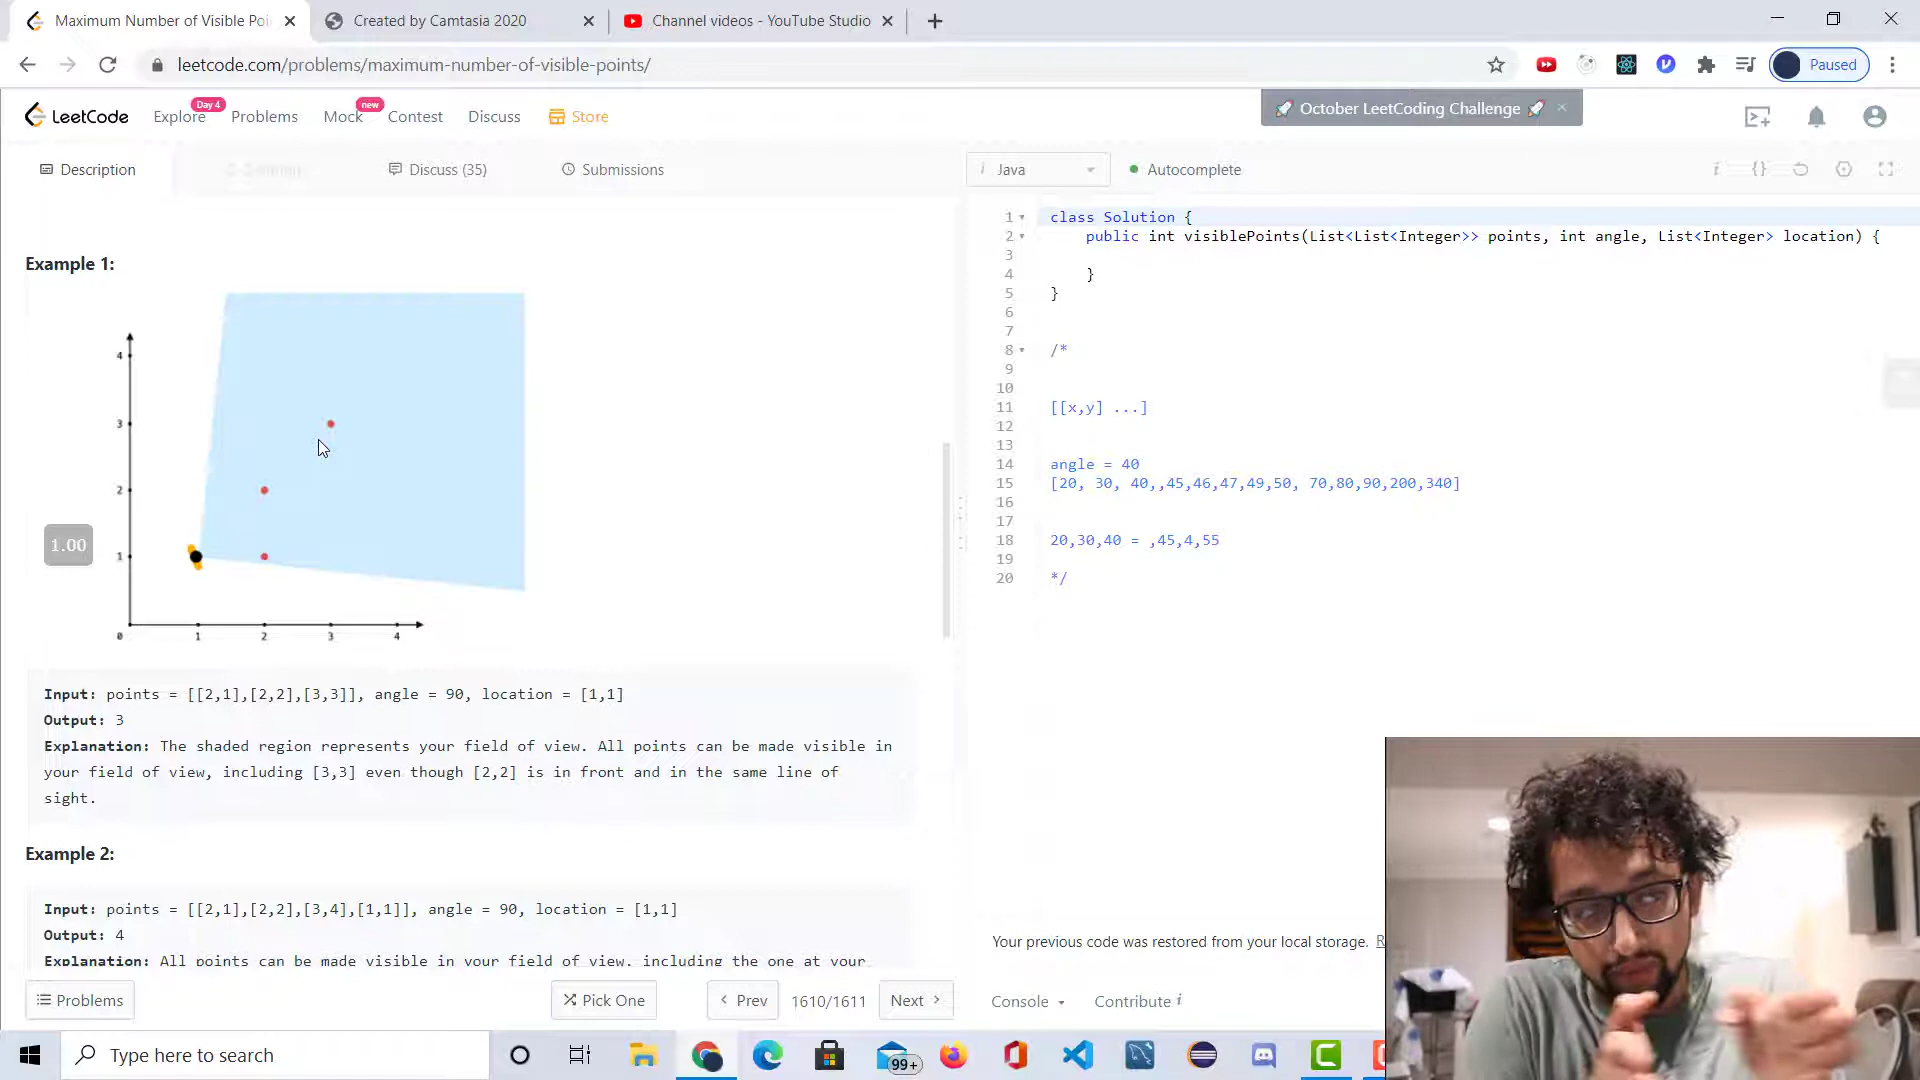 Maximum Number of Visible Poi
Created by Camtasia 2020
Channel videos - YouTube Studio
leetcode.com/problems/maximum-number-of-visible-points/
Paused
LeetCode
Explore
Day 4
Problems
Mock
new
Contest
Discuss
Store
October LeetCoding Challenge
Description
Discuss (35)
Submissions
i Java
Autocomplete
Example 1:
4
3
2
1
0 1 2 3 4
1.00
Input: points = [[2,1],[2,2],[3,3]], angle = 90, location = [1,1]
Output: 3
Explanation: The shaded region represents your field of view. All points can be made visible in
your field of view, including [3,3] even though [2,2] is in front and in the same line of
sight.
Example 2:
Input: points = [[2,1],[2,2],[3,4],[1,1]], angle = 90, location = [1,1]
Output: 4
Explanation: All points can be made visible in your field of view, including the one at your
Problems
Pick One
Prev
1610/1611
Next
1 class Solution {
2 public int visiblePoints(List<List<Integer>> points, int angle, List<Integer> location) {
3
4 }
5 }
6
7
8 /*
9
10
11 [[x,y] ...]
12
13
14 angle = 40
15 [20, 30, 40,,45,46,47,49,50, 70,80,90,200,340]
16
17
18 20,30,40 = ,45,4,55
19
20 */
Your previous code was restored from your local storage. R
Console
Contribute i
Type here to search
99+